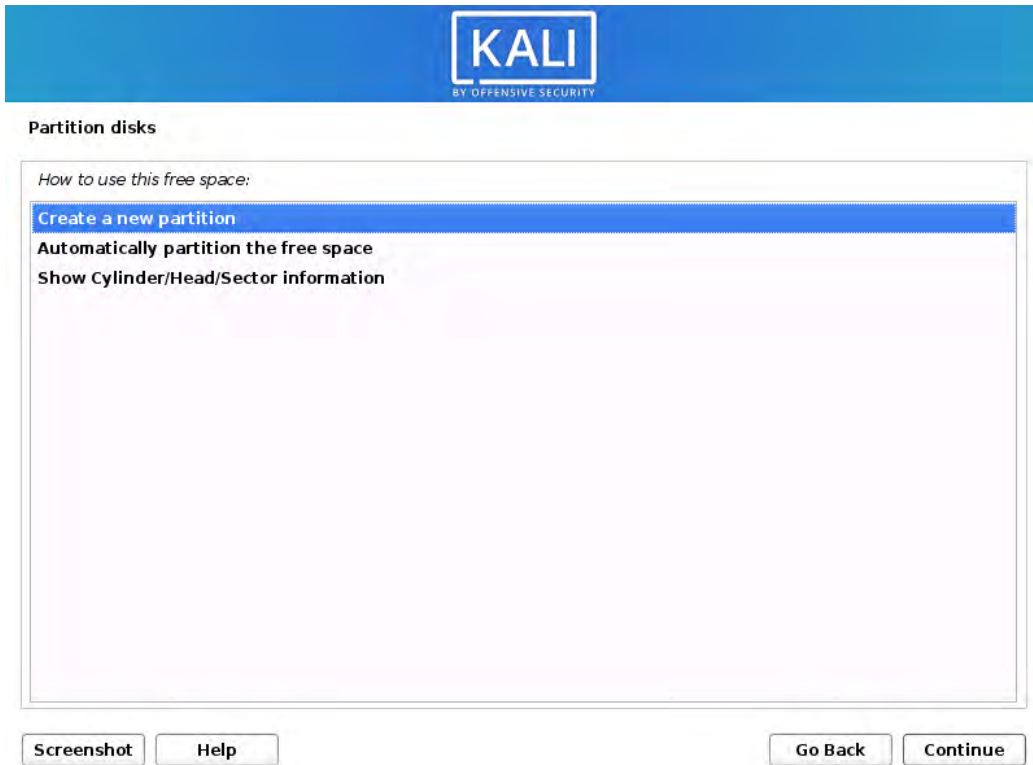 KALI
BY OFFENSIVE SECURITY
Partition disks
How to use this free space:
Create a new partition
Automatically partition the free space
Show Cylinder/Head/Sector information
Screenshot Help Go Back Continue